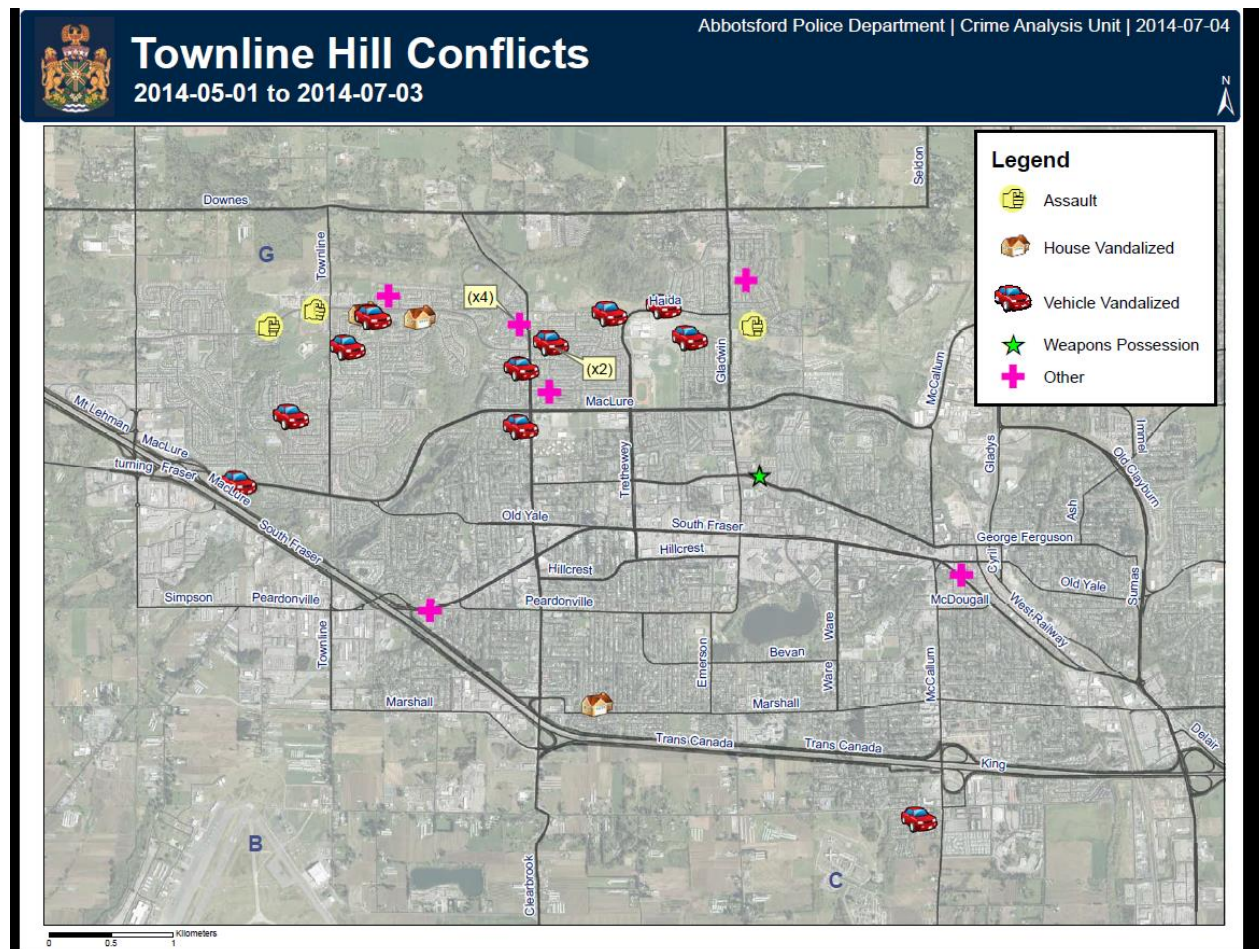 Abbotsford Police Department | Crime Analysis Unit | 2014-07-04
Townline Hill Conflicts
2014-05-01 to 2014-07-03
N
Legend
Assault
House Vandalized
Vehicle Vandalized
Weapons Possession
Other
Seldon
Downes
G
Townline
(x4)
Haida
(x2)
Gladwin
McCallum
MacLure
Mt Lehman
MacLure
turning
Fraser
MacLure
Trethewey
Gladys
Immel
Old Clayburn
Ash
Old Yale
South Fraser
South Fraser
George Ferguson
Hillcrest
Hillcrest
Cyril
Old Yale
Sumas
Simpson
Peardonville
Peardonville
McDougall
West Railway
Townline
Emerson
Bevan
Ware
Ware
McCallum
Marshall
Marshall
Trans Canada
Trans Canada
King
Delair
B
Clearbrook
C
Kilometers
0 0.5 1